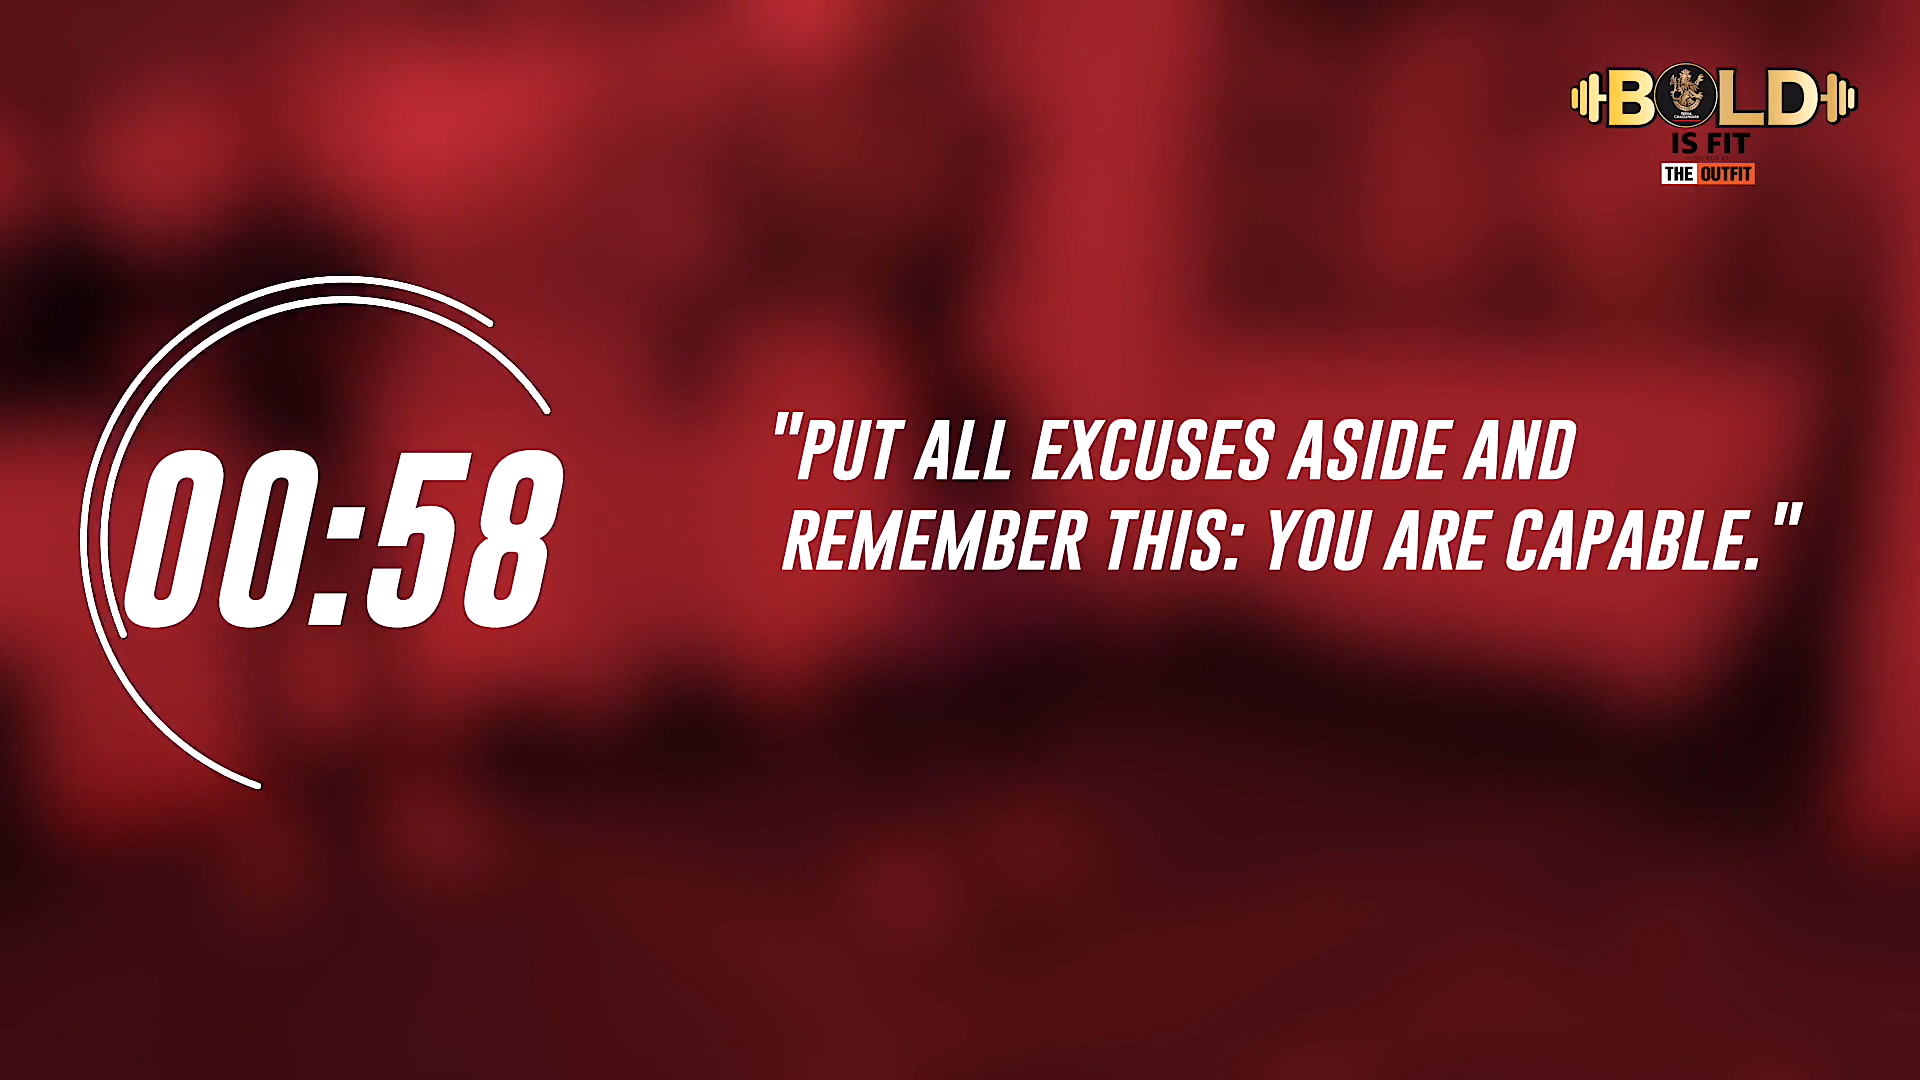 BOLD
IS FIT
THE OUTFIT
00:58
"PUT ALL EXCUSES ASIDE AND
REMEMBER THIS: YOU ARE CAPABLE."